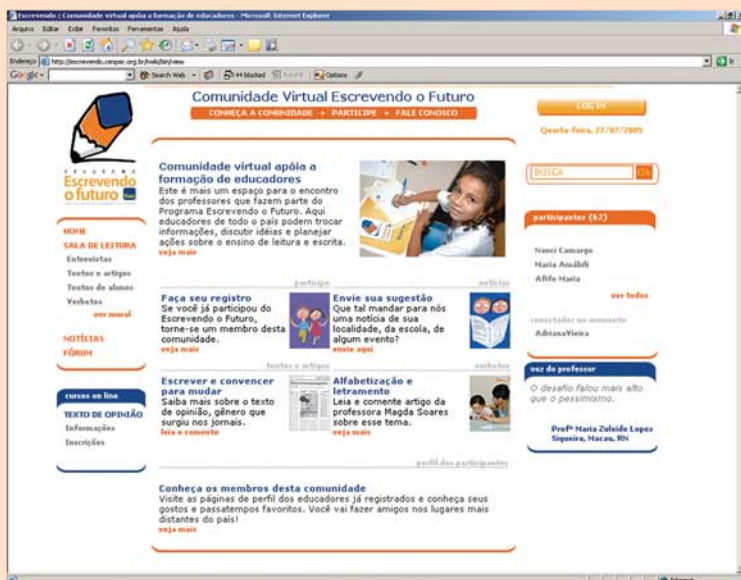 Escrevendo :: Comunidade virtual apóia a formação de educadores - Microsoft Internet Explorer
Arquivo Editar Exibir Favoritos Ferramentas Ajuda
Endereço http://escrevendo.cenpec.org.br/twiki/bin/view
Google Search Web 44 blocked Options
PROGRAMA
Escrevendo
o futuro
HOME
SALA DE LEITURA
Entrevistas
Textos e artigos
Textos de alunos
Verbetes
ver mural
NOTÍCIAS
FÓRUM
cursos on line
TEXTO DE OPINIÃO
Informações
Inscrições
Comunidade Virtual Escrevendo o Futuro
CONHEÇA A COMUNIDADE + PARTICIPE + FALE CONOSCO
Comunidade virtual apóia a
formação de educadores
Este é mais um espaço para o encontro
dos professores que fazem parte do
Programa Escrevendo o Futuro. Aqui
educadores de todo o país podem trocar
informações, discutir idéias e planejar
ações sobre o ensino de leitura e escrita.
veja mais
participe
Faça seu registro
Se você já participou do
Escrevendo o Futuro,
torne-se um membro desta
comunidade.
veja mais
notícias
Envie sua sugestão
Que tal mandar para nós
uma notícia de sua
localidade, da escola, de
algum evento?
envie aqui
textos e artigos
Escrever e convencer
para mudar
Saiba mais sobre o texto
de opinião, gênero que
surgiu nos jornais.
leia e comente
verbetes
Alfabetização e
letramento
Leia e comente artigo da
professora Magda Soares
sobre esse tema.
veja mais
perfil dos participantes
Conheça os membros desta comunidade
Visite as páginas de perfil dos educadores já registrados e conheça seus
gostos e passatempos favoritos. Você vai fazer amigos nos lugares mais
distantes do país!
veja mais
LOG IN
Quarta-feira, 27/07/2005
BUSCA
participantes (62)
Nanci Camargo
Maria Amábili
Afife Maria
ver todos
conectados no momento
AdrianaVieira
voz do professor
O desafio falou mais alto
que o pessimismo.
Profª Maria Zuleide Lopes
Siqueira, Macau, RN
Internet